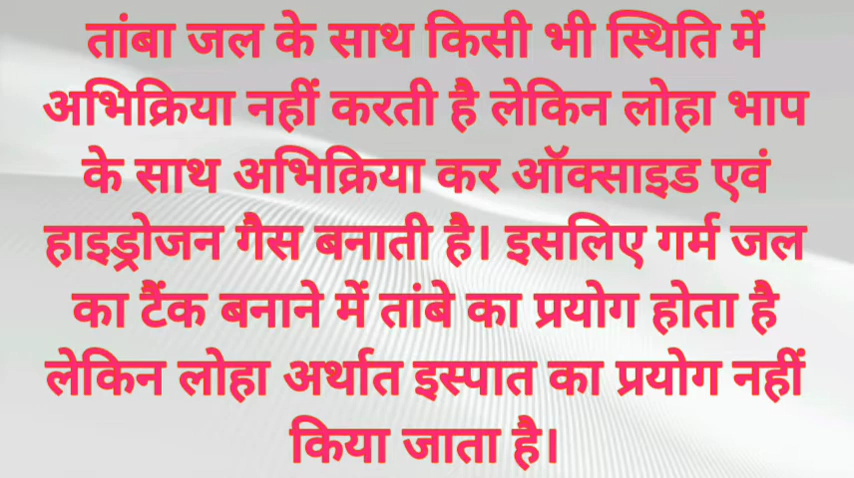 तांबा जल के साथ किसी भी स्थिति में
अभिक्रिया नहीं करती है लेकिन लोहा भाप
के साथ अभिक्रिया कर ऑक्साइड एवं
हाइड्रोजन गैस बनाती है। इसलिए गर्म जल
का टैंक बनाने में तांबे का प्रयोग होता है
लेकिन लोहा अर्थात इस्पात का प्रयोग नहीं
किया जाता है।